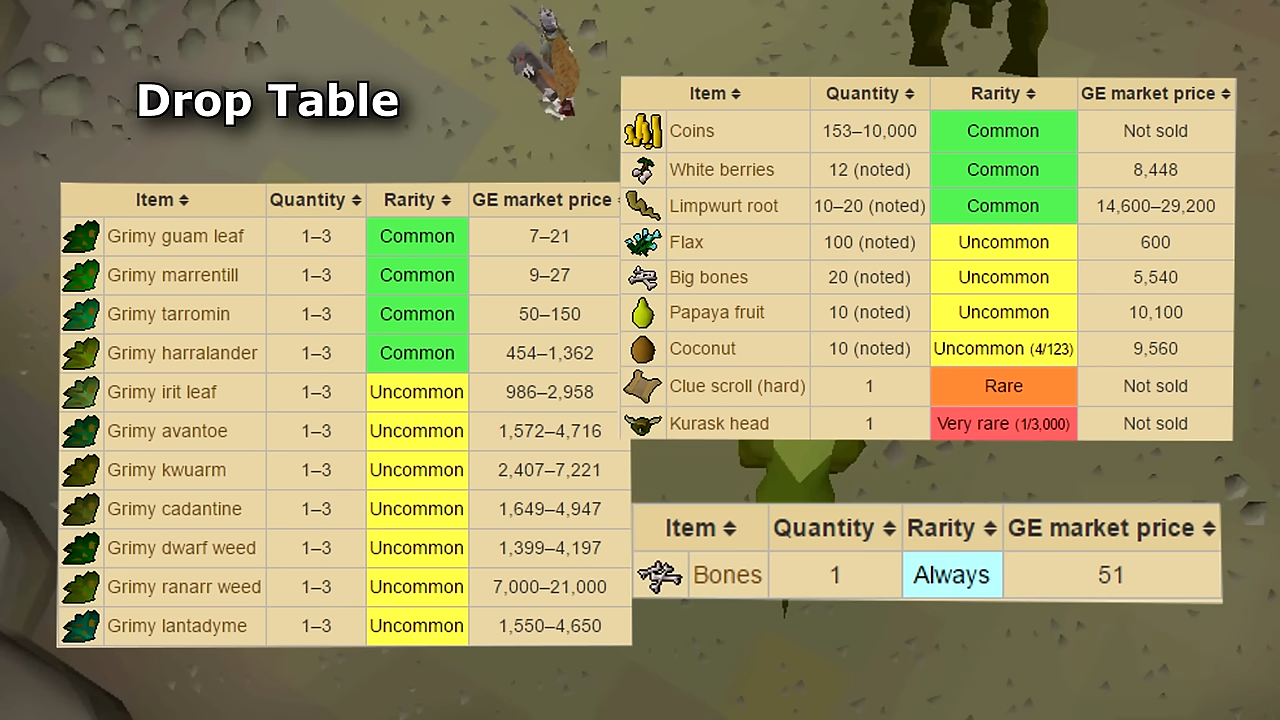 Drop Table
Item Quantity Rarity GE market price
Grimy guam leaf 1–3 Common 7–21
Grimy marrentill 1–3 Common 9–27
Grimy tarromin 1–3 Common 50–150
Grimy harralander 1–3 Common 454–1,362
Grimy irit leaf 1–3 Uncommon 986–2,958
Grimy avantoe 1–3 Uncommon 1,572–4,716
Grimy kwuarm 1–3 Uncommon 2,407–7,221
Grimy cadantine 1–3 Uncommon 1,649–4,947
Grimy dwarf weed 1–3 Uncommon 1,399–4,197
Grimy ranarr weed 1–3 Uncommon 7,000–21,000
Grimy lantadyme 1–3 Uncommon 1,550–4,650
Item Quantity Rarity GE market price
Coins 153–10,000 Common Not sold
White berries 12 (noted) Common 8,448
Limpwurt root 10–20 (noted) Common 14,600–29,200
Flax 100 (noted) Uncommon 600
Big bones 20 (noted) Uncommon 5,540
Papaya fruit 10 (noted) Uncommon 10,100
Coconut 10 (noted) Uncommon (4/123) 9,560
Clue scroll (hard) 1 Rare Not sold
Kurask head 1 Very rare (1/3,000) Not sold
Item Quantity Rarity GE market price
Bones 1 Always 51